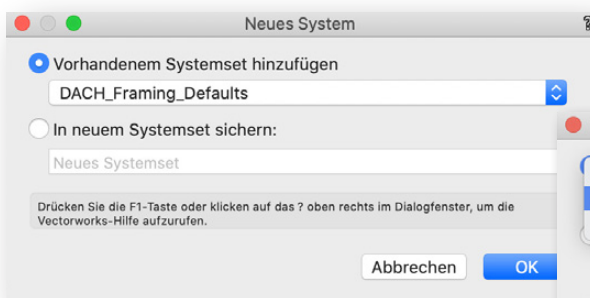 Neues System
?
Vorhandenem Systemset hinzufügen
DACH_Framing_Defaults
In neuem Systemset sichern:
Neues Systemset
Drücken Sie die F1-Taste oder klicken auf das ? oben rechts im Dialogfenster, um die
Vectorworks-Hilfe aufzurufen.
Abbrechen
OK